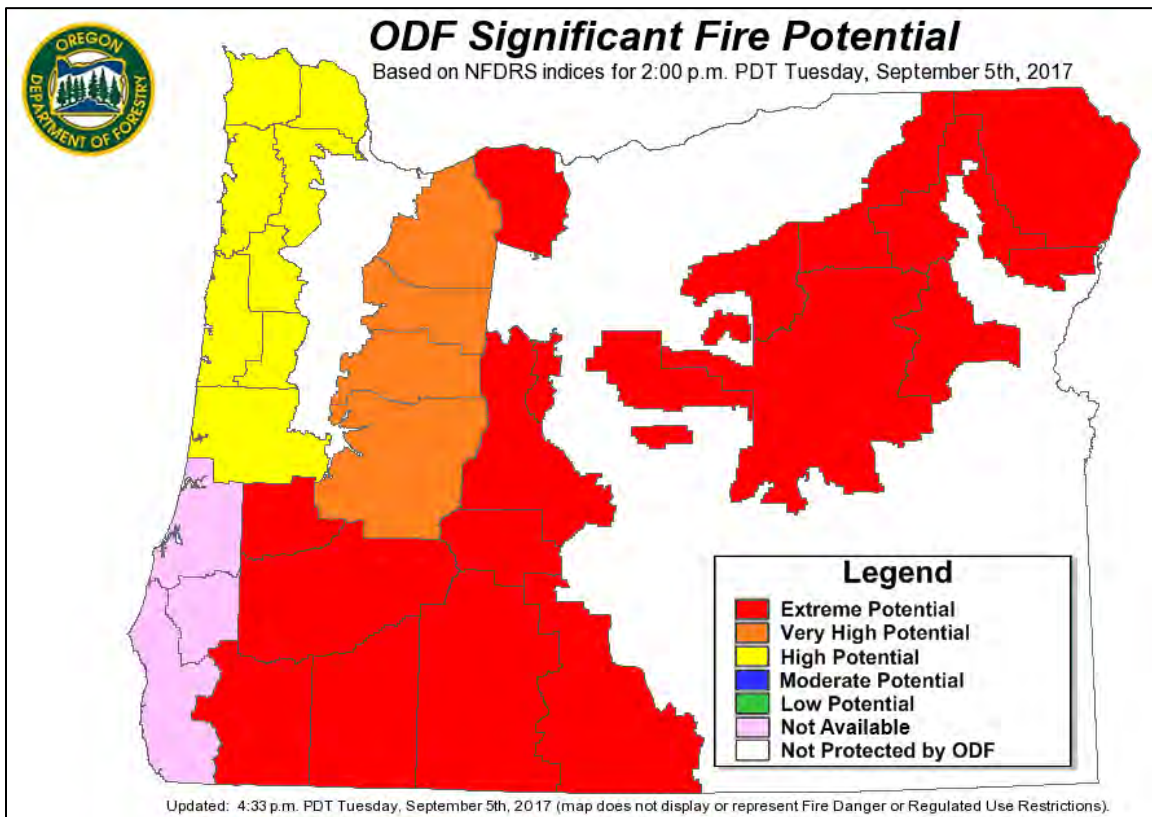 OREGON
DEPARTMENT OF FORESTRY
ODF Significant Fire Potential
Based on NFDRS indices for 2:00 p.m. PDT Tuesday, September 5th, 2017
Legend
Extreme Potential
Very High Potential
High Potential
Moderate Potential
Low Potential
Not Available
Not Protected by ODF
Updated: 4:33 p.m. PDT Tuesday, September 5th, 2017 (map does not display or represent Fire Danger or Regulated Use Restrictions).